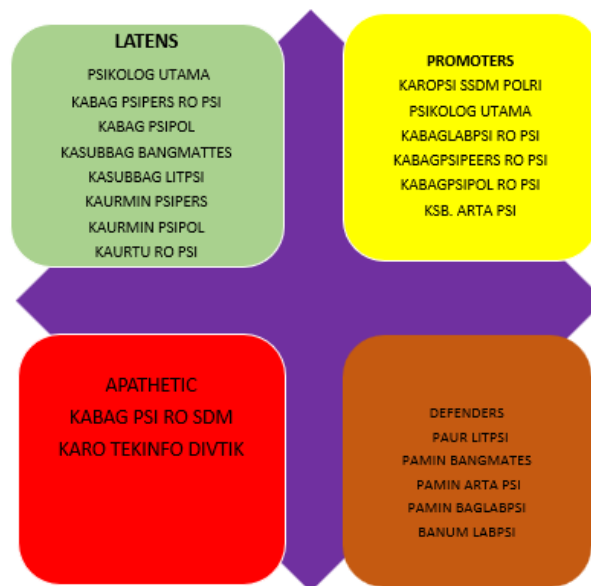 LATENS
PSIKOLOG UTAMA
KABAG PSIPERS RO PSI
KABAG PSIPOL
KASUBBAG BANGMATTES
KASUBBAG LITPSI
KAURMIN PSIPERS
KAURMIN PSIPOL
KAURTU RO PSI
PROMOTERS
KAROPSI SSDM POLRI
PSIKOLOG UTAMA
KABAGLABPSI RO PSI
KABAGPSIPEERS RO PSI
KABAGPSIPOL RO PSI
KSB. ARTA PSI
APATHETIC
KABAG PSI RO SDM
KARO TEKINFO DIVTIK
DEFENDERS
PAUR LITPSI
PAMIN BANGMATES
PAMIN ARTA PSI
PAMIN BAGLABPSI
BANUM LABPSI